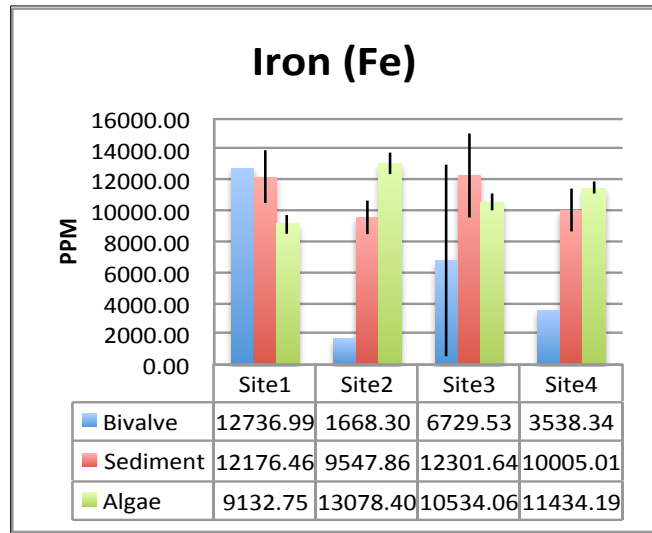 Iron (Fe)
PPM
16000.00
14000.00
12000.00
10000.00
8000.00
6000.00
4000.00
2000.00
0.00
Site1 Site2 Site3 Site4
Bivalve 12736.99 1668.30 6729.53 3538.34
Sediment 12176.46 9547.86 12301.64 10005.01
Algae 9132.75 13078.40 10534.06 11434.19